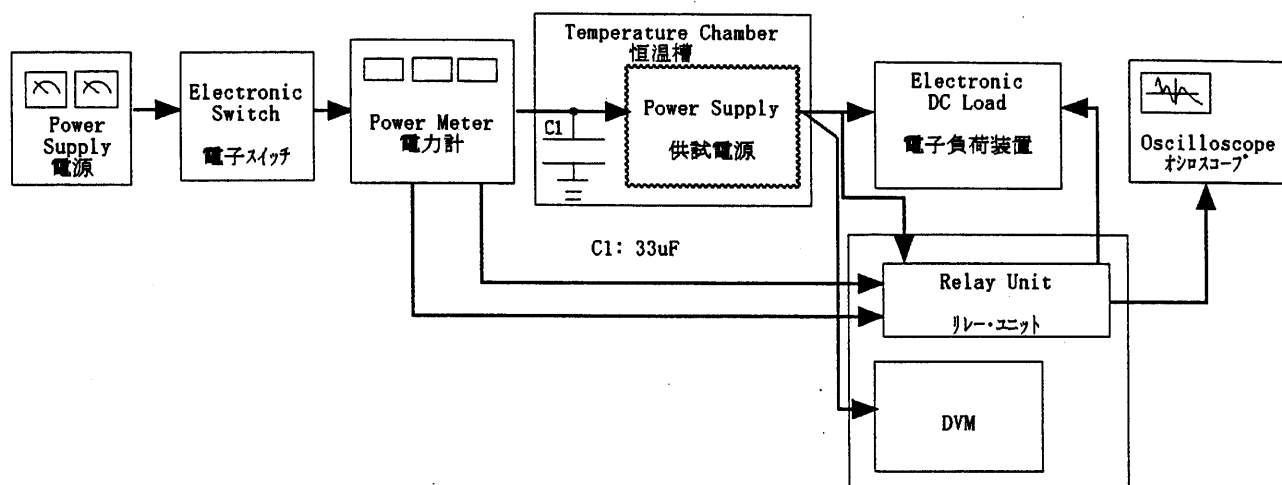 Power
Supply
電源
Electronic
Switch
電子スイッチ
Power Meter
電力計
Temperature Chamber
恒温槽
C1
Power Supply
供試電源
Electronic
DC Load
電子負荷装置
Oscilloscope
オシロスコープ
C1: 33uF
Relay Unit
リレー・ユニット
DVM